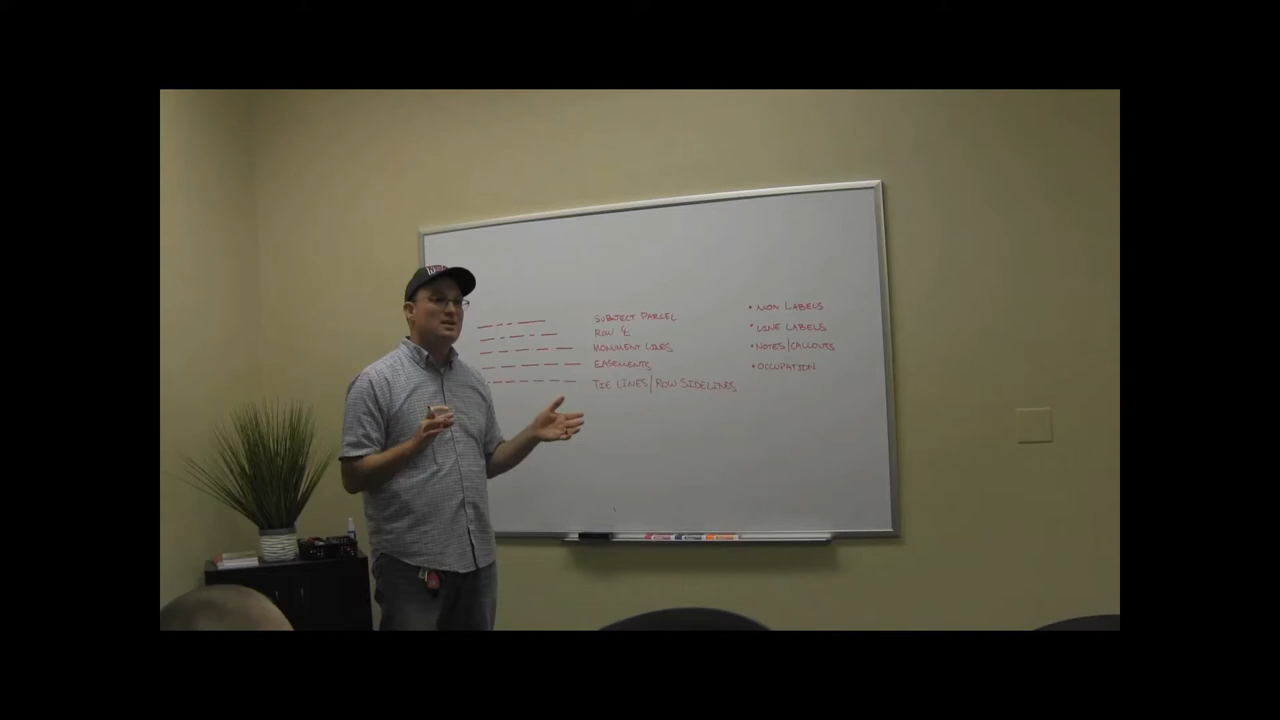 SUBJECT PARCEL
ROW ℄
MONUMENT LINES
EASEMENTS
TIE LINES/ROW SIDELINES
• MON LABELS
• LINE LABELS
• NOTES/CALLOUTS
• OCCUPATION